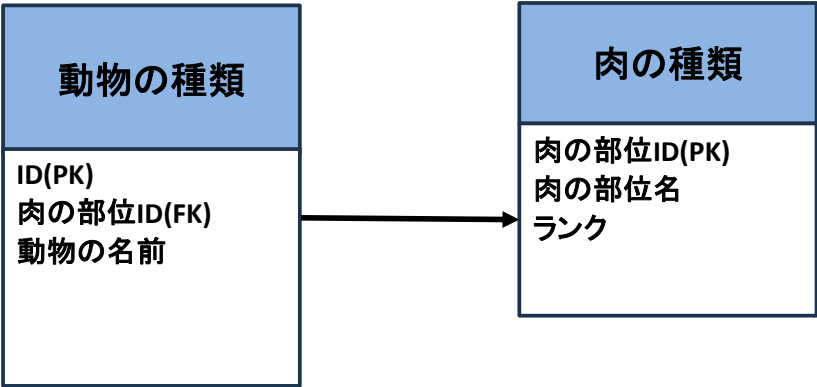 動物の種類
ID(PK)
肉の部位ID(FK)
動物の名前
肉の種類
肉の部位ID(PK)
肉の部位名
ランク